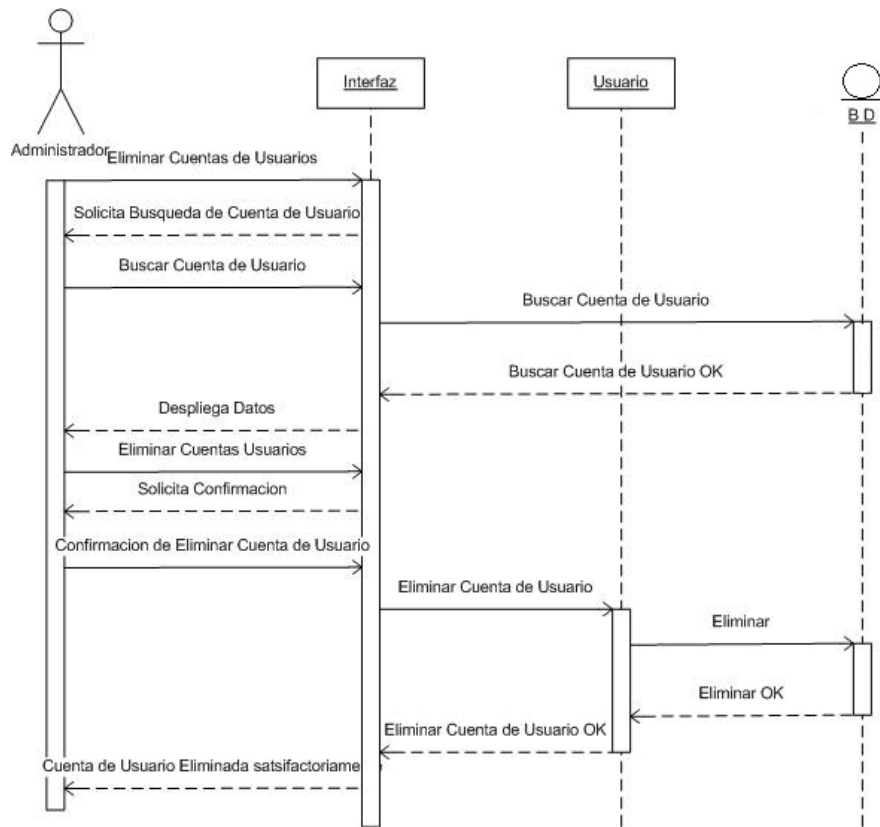 Interfaz
Usuario
B D
Administrador
Eliminar Cuentas de Usuarios
Solicita Busqueda de Cuenta de Usuario
Buscar Cuenta de Usuario
Buscar Cuenta de Usuario
Buscar Cuenta de Usuario OK
Despliega Datos
Eliminar Cuentas Usuarios
Solicita Confirmacion
Confirmacion de Eliminar Cuenta de Usuario
Eliminar Cuenta de Usuario
Eliminar
Eliminar OK
Eliminar Cuenta de Usuario OK
Cuenta de Usuario Eliminada satsifactoriame